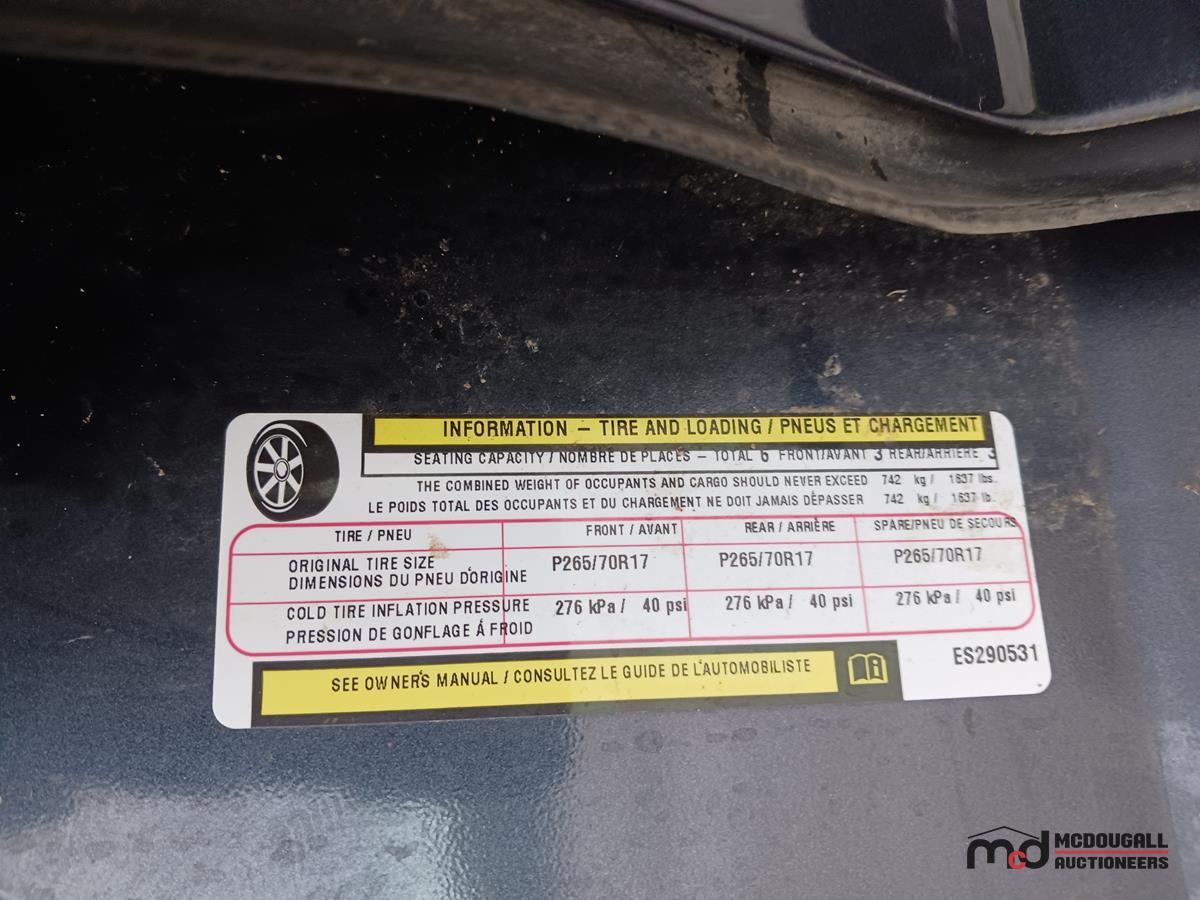 INFORMATION – TIRE AND LOADING / PNEUS ET CHARGEMENT
SEATING CAPACITY / NOMBRE DE PLACES – TOTAL 6 FRONT/AVANT 3 REAR/ARRIÈRE 3
THE COMBINED WEIGHT OF OCCUPANTS AND CARGO SHOULD NEVER EXCEED 742 kg / 1637 lbs.
LE POIDS TOTAL DES OCCUPANTS ET DU CHARGEMENT NE DOIT JAMAIS DÉPASSER 742 kg / 1637 lb.
TIRE / PNEU FRONT / AVANT REAR / ARRIÈRE SPARE/PNEU DE SECOURS
ORIGINAL TIRE SIZE P265/70R17 P265/70R17 P265/70R17
DIMENSIONS DU PNEU D'ORIGINE
COLD TIRE INFLATION PRESSURE 276 kPa / 40 psi 276 kPa / 40 psi 276 kPa / 40 psi
PRESSION DE GONFLAGE Á FROID
SEE OWNER'S MANUAL / CONSULTEZ LE GUIDE DE L'AUTOMOBILISTE
ES290531
mcd MCDOUGALL
AUCTIONEERS